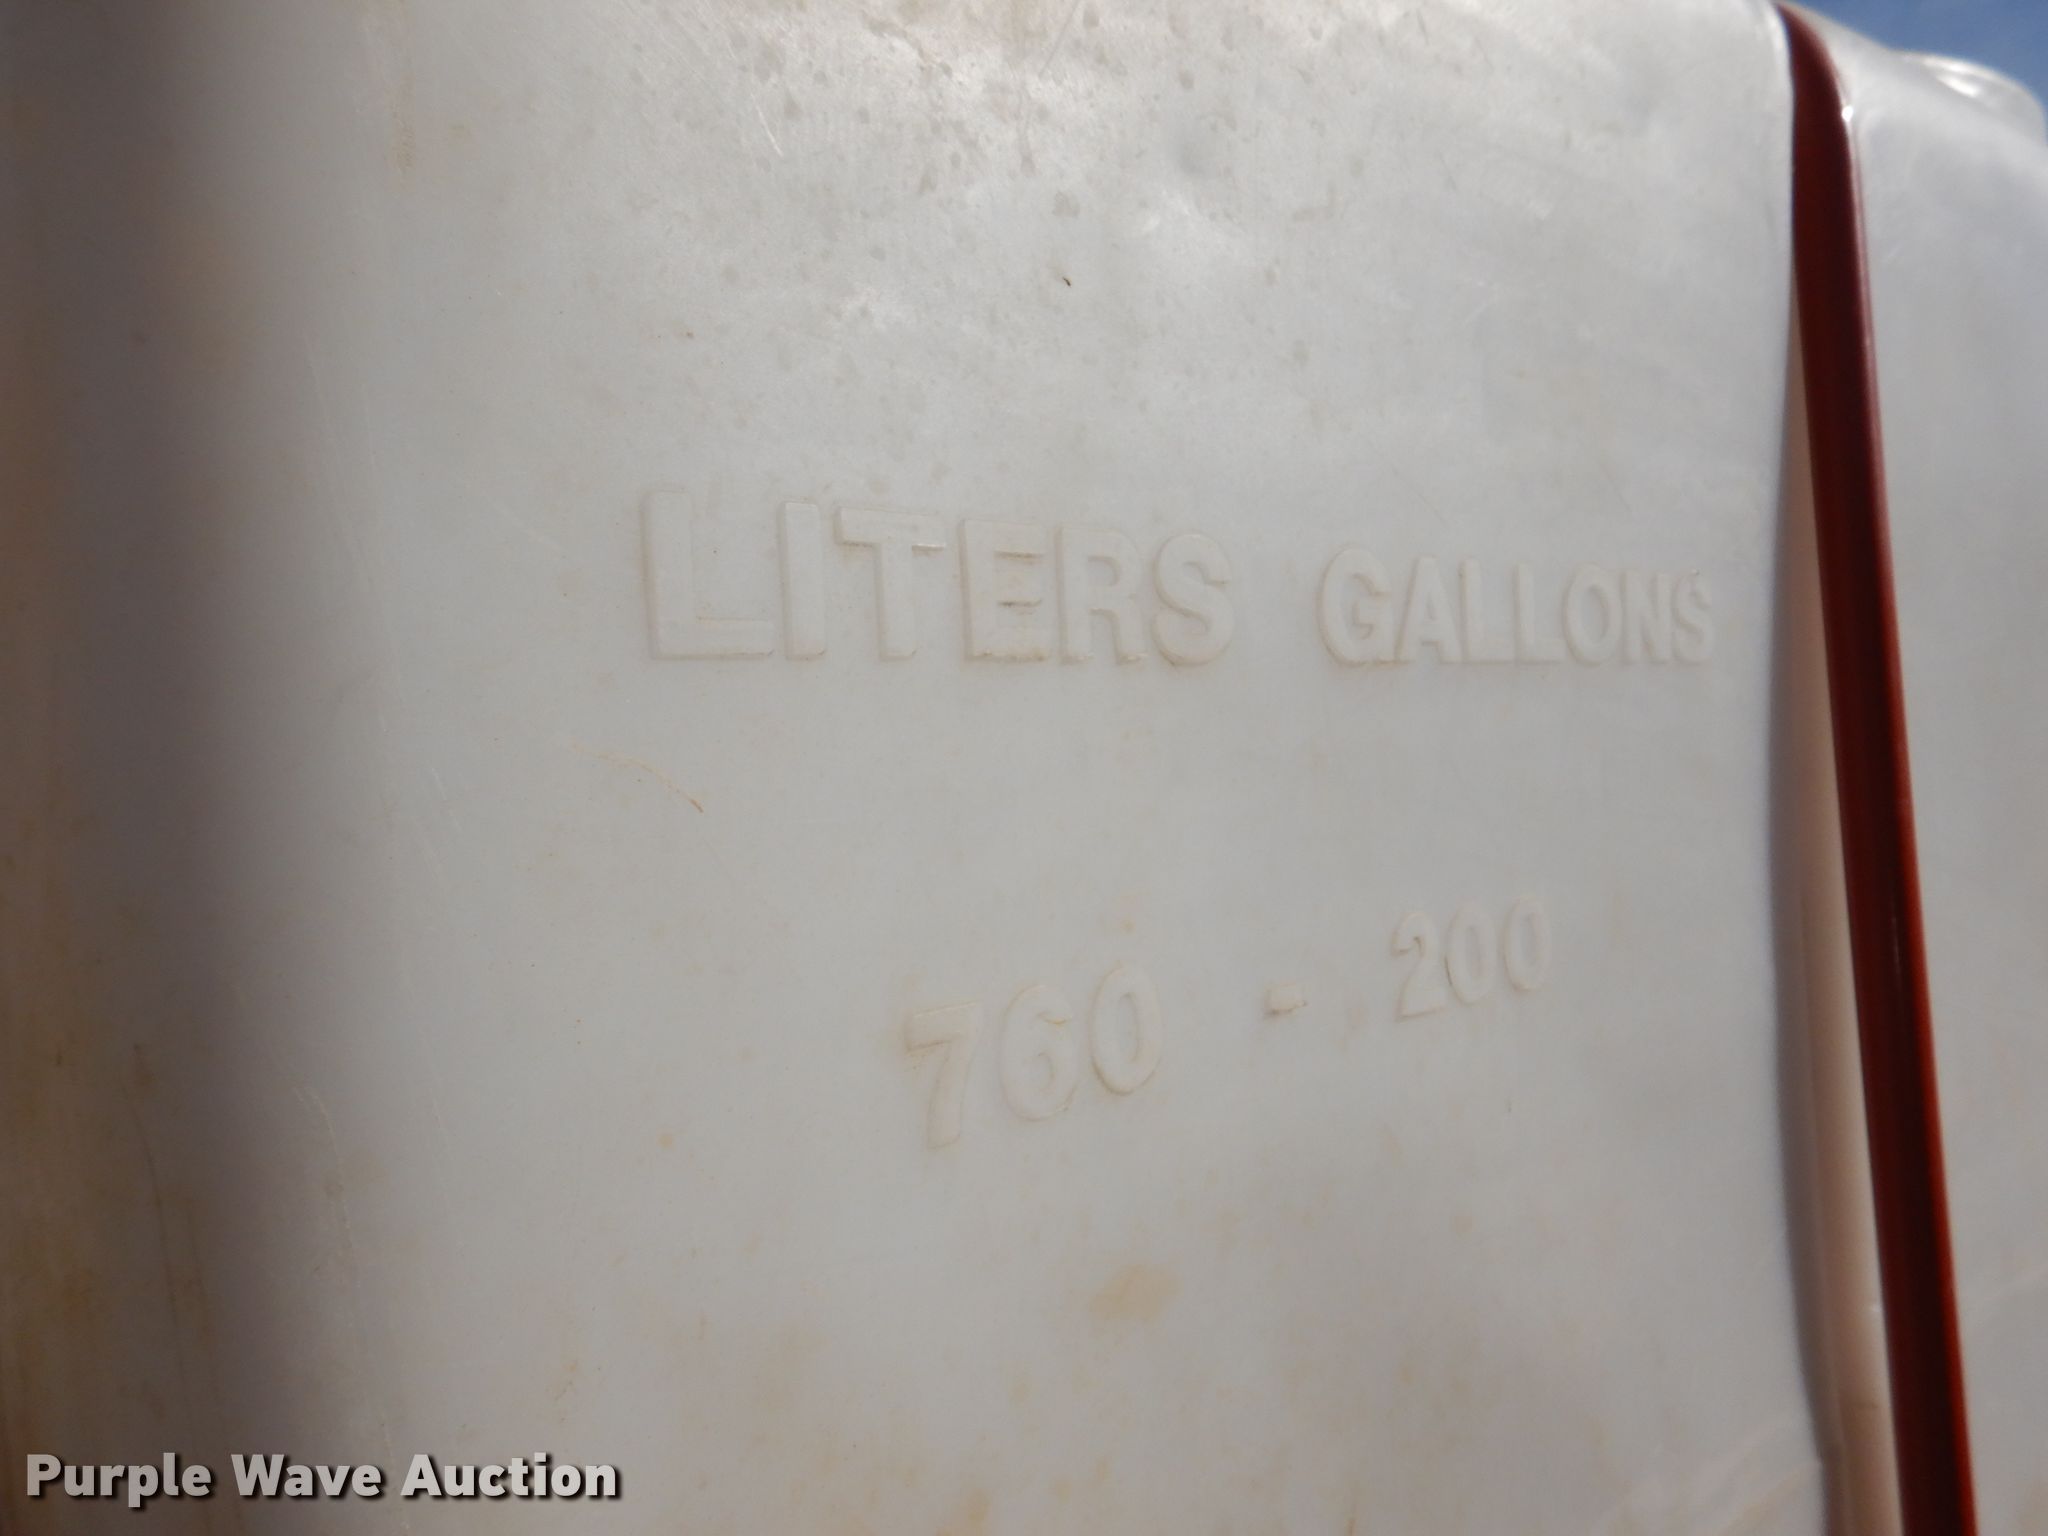 LITERS GALLONS
760 - 200
Purple Wave Auction